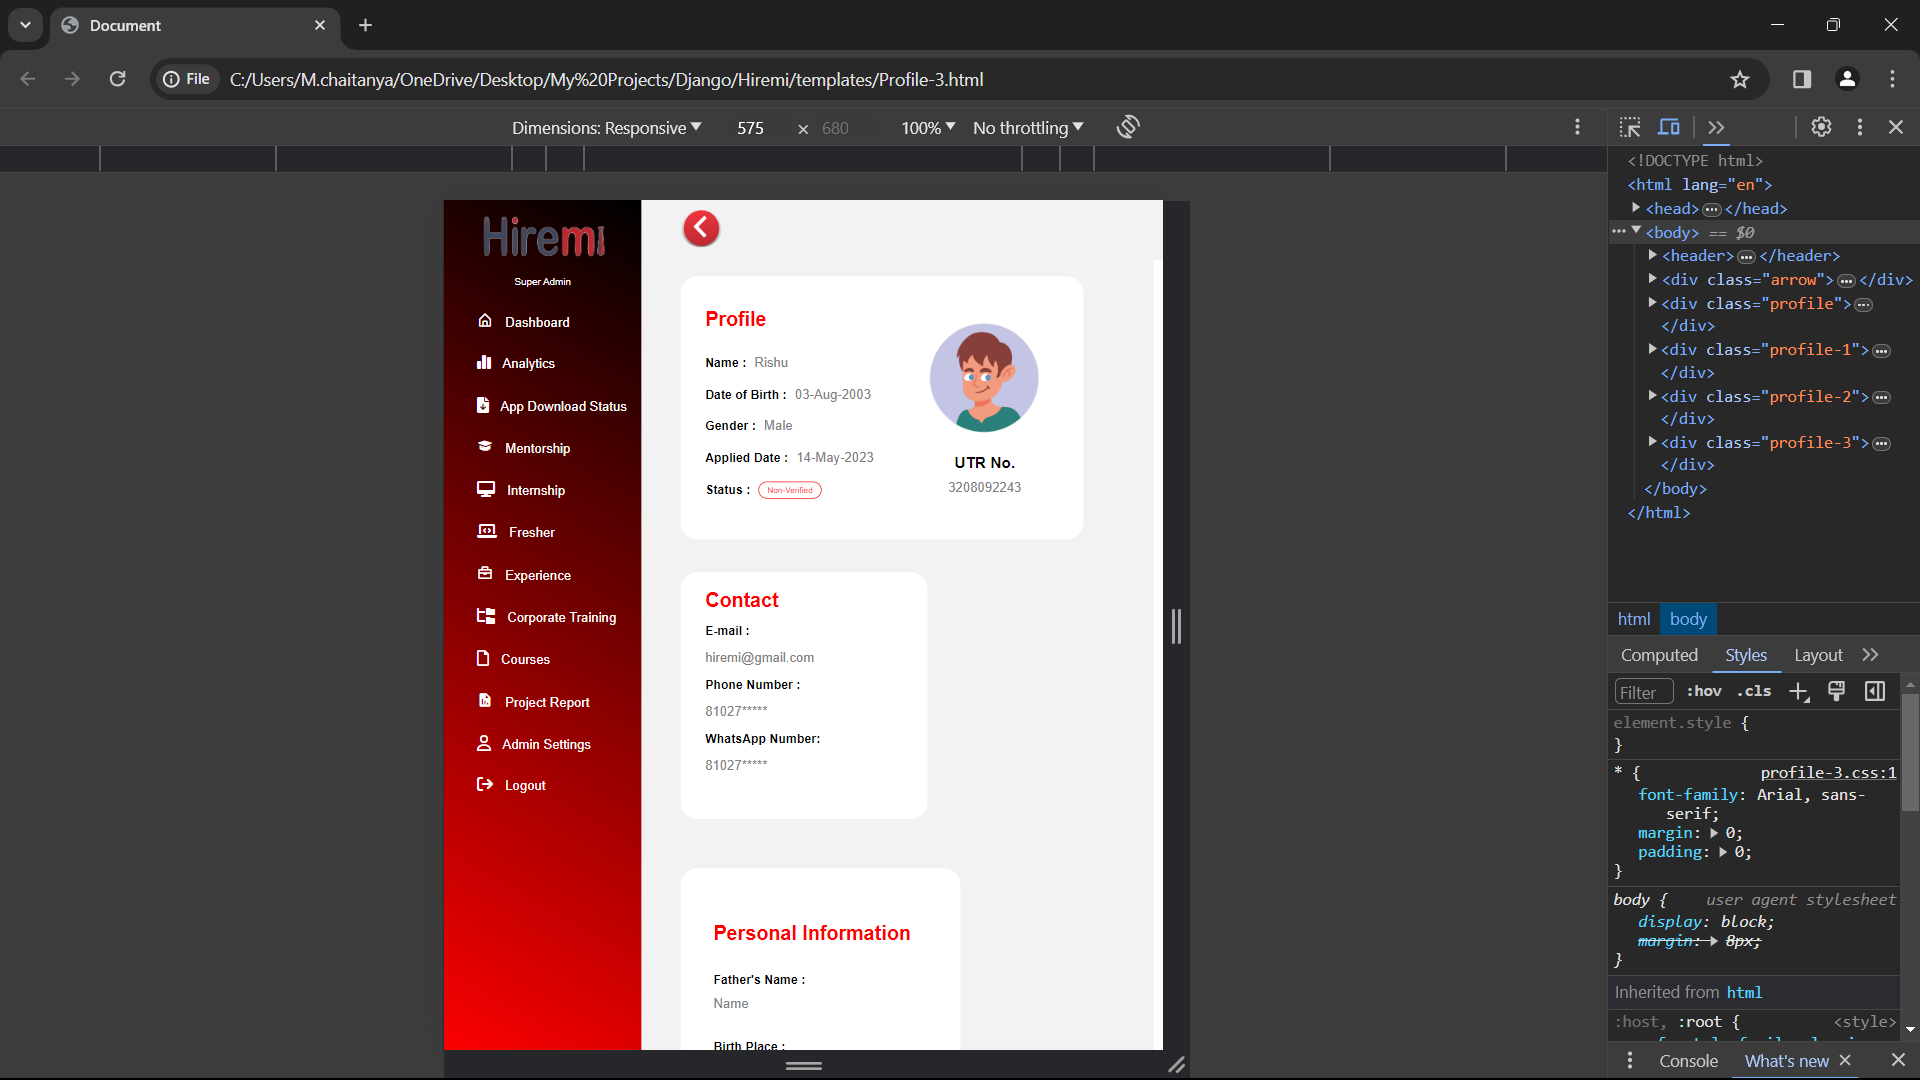 Document
File C:/Users/M.chaitanya/OneDrive/Desktop/My%20Projects/Django/Hiremi/templates/Profile-3.html
Dimensions: Responsive 575 × 680 100% No throttling
Hiremi
Super Admin
Dashboard
Analytics
App Download Status
Mentorship
Internship
Fresher
Experience
Corporate Training
Courses
Project Report
Admin Settings
Logout
Profile
Name : Rishu
Date of Birth : 03-Aug-2003
Gender : Male
Applied Date : 14-May-2023
Status : Non-Verified
UTR No.
3208092243
Contact
E-mail :
hiremi@gmail.com
Phone Number :
81027*****
WhatsApp Number:
81027*****
Personal Information
Father's Name :
Name
Birth Place :
<!DOCTYPE html>
<html lang="en">
<head>…</head>
<body> == $0
<header>…</header>
<div class="arrow">…</div>
<div class="profile">…
</div>
<div class="profile-1">…
</div>
<div class="profile-2">…
</div>
<div class="profile-3">…
</div>
</body>
</html>
html body
Computed Styles Layout
Filter :hov .cls
element.style {
}
* { profile-3.css:1
font-family: Arial, sans-
serif;
margin: 0;
padding: 0;
}
body { user agent stylesheet
display: block;
margin: 8px;
}
Inherited from html
:host, :root { <style>
Console What's new